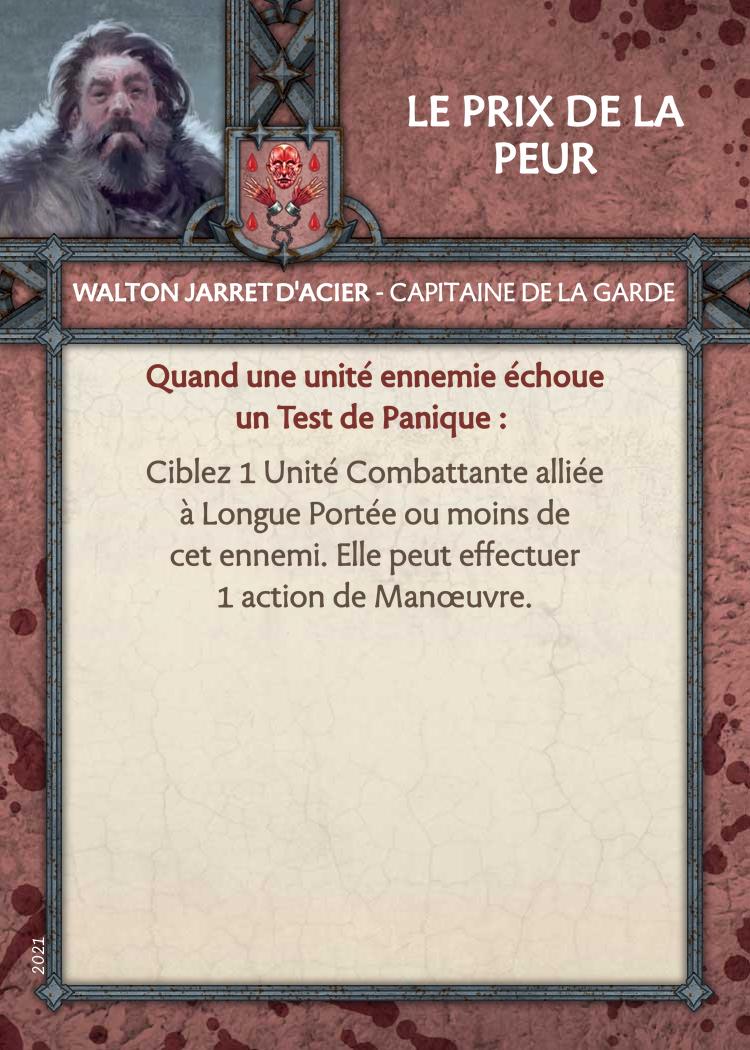 LE PRIX DE LA
PEUR
WALTON JARRET D'ACIER - CAPITAINE DE LA GARDE
Quand une unité ennemie échoue
un Test de Panique :
Ciblez 1 Unité Combattante alliée
à Longue Portée ou moins de
cet ennemi. Elle peut effectuer
1 action de Manœuvre.
2021